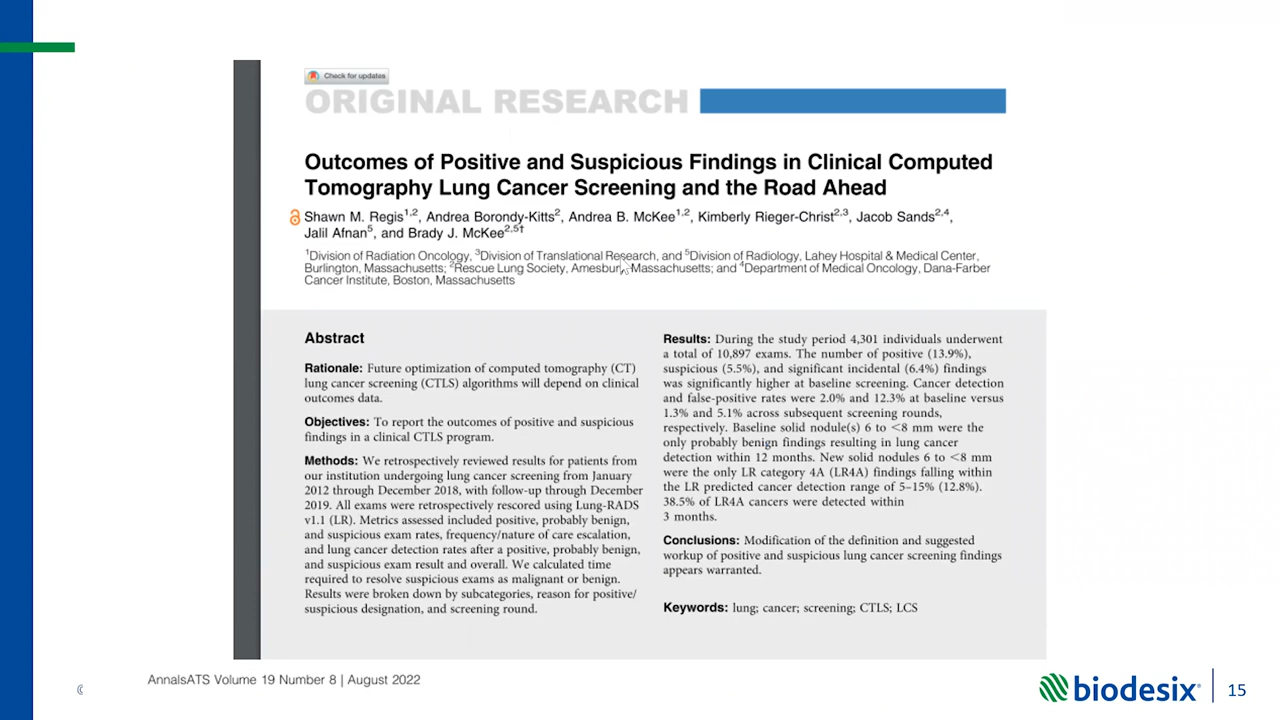 Check for updates
ORIGINAL RESEARCH
Outcomes of Positive and Suspicious Findings in Clinical Computed
Tomography Lung Cancer Screening and the Road Ahead
Shawn M. Regis1,2, Andrea Borondy-Kitts2, Andrea B. McKee1,2, Kimberly Rieger-Christ2,3, Jacob Sands2,4,
Jalil Afnan5, and Brady J. McKee2,5†
1Division of Radiation Oncology, 3Division of Translational Research, and 5Division of Radiology, Lahey Hospital & Medical Center,
Burlington, Massachusetts; 2Rescue Lung Society, Amesbury, Massachusetts; and 4Department of Medical Oncology, Dana-Farber
Cancer Institute, Boston, Massachusetts
Abstract
Rationale: Future optimization of computed tomography (CT)
lung cancer screening (CTLS) algorithms will depend on clinical
outcomes data.
Objectives: To report the outcomes of positive and suspicious
findings in a clinical CTLS program.
Methods: We retrospectively reviewed results for patients from
our institution undergoing lung cancer screening from January
2012 through December 2018, with follow-up through December
2019. All exams were retrospectively rescored using Lung-RADS
v1.1 (LR). Metrics assessed included positive, probably benign,
and suspicious exam rates, frequency/nature of care escalation,
and lung cancer detection rates after a positive, probably benign,
and suspicious exam result and overall. We calculated time
required to resolve suspicious exams as malignant or benign.
Results were broken down by subcategories, reason for positive/
suspicious designation, and screening round.
Results: During the study period 4,301 individuals underwent
a total of 10,897 exams. The number of positive (13.9%),
suspicious (5.5%), and significant incidental (6.4%) findings
was significantly higher at baseline screening. Cancer detection
and false-positive rates were 2.0% and 12.3% at baseline versus
1.3% and 5.1% across subsequent screening rounds,
respectively. Baseline solid nodule(s) 6 to <8 mm were the
only probably benign findings resulting in lung cancer
detection within 12 months. New solid nodules 6 to <8 mm
were the only LR category 4A (LR4A) findings falling within
the LR predicted cancer detection range of 5–15% (12.8%).
38.5% of LR4A cancers were detected within
3 months.
Conclusions: Modification of the definition and suggested
workup of positive and suspicious lung cancer screening findings
appears warranted.
Keywords: lung; cancer; screening; CTLS; LCS
AnnalsATS Volume 19 Number 8 | August 2022
©
biodesix
15